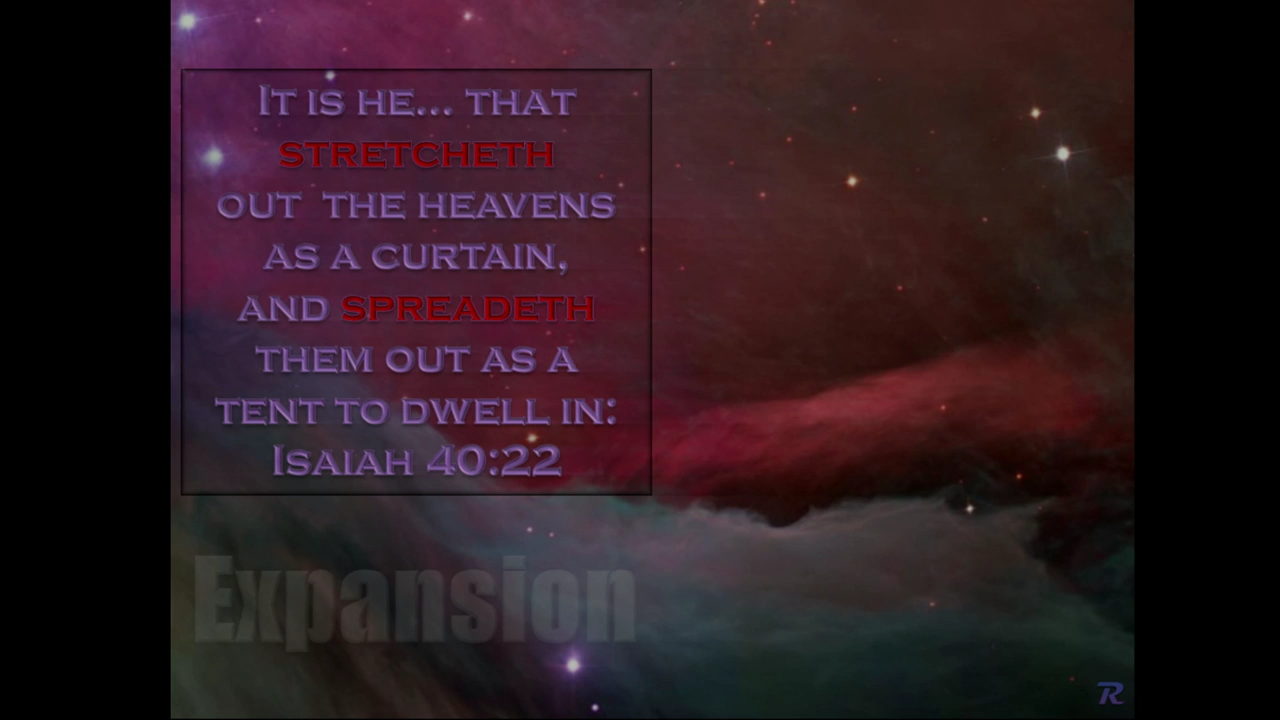 It is he... that
stretcheth
out the heavens
as a curtain,
and spreadeth
them out as a
tent to dwell in:
Isaiah 40:22
Expansion
R